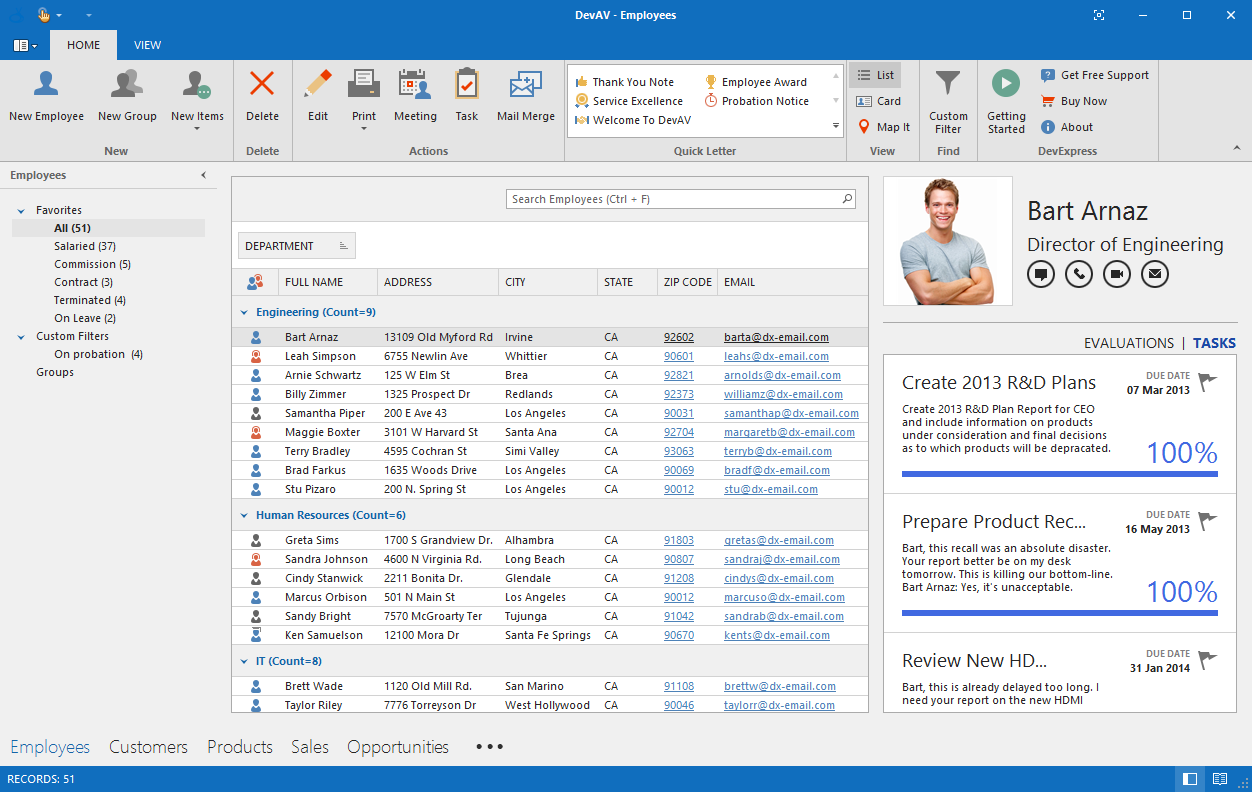 DevAV - Employees
HOME VIEW
New Employee New Group New Items
New
Delete
Delete
Edit Print Meeting Task Mail Merge
Actions
Thank You Note Employee Award
Service Excellence Probation Notice
Welcome To DevAV
Quick Letter
List
Card
Map It
View
Custom
Filter
Find
Getting
Started
Get Free Support
Buy Now
About
DevExpress
Employees
Favorites
All (51)
Salaried (37)
Commission (5)
Contract (3)
Terminated (4)
On Leave (2)
Custom Filters
On probation (4)
Groups
Search Employees (Ctrl + F)
DEPARTMENT
FULL NAME ADDRESS CITY STATE ZIP CODE EMAIL
Engineering (Count=9)
Bart Arnaz 13109 Old Myford Rd Irvine CA 92602 barta@dx-email.com
Leah Simpson 6755 Newlin Ave Whittier CA 90601 leahs@dx-email.com
Arnie Schwartz 125 W Elm St Brea CA 92821 arnolds@dx-email.com
Billy Zimmer 1325 Prospect Dr Redlands CA 92373 williamz@dx-email.com
Samantha Piper 200 E Ave 43 Los Angeles CA 90031 samanthap@dx-email.com
Maggie Boxter 3101 W Harvard St Santa Ana CA 92704 margaretb@dx-email.com
Terry Bradley 4595 Cochran St Simi Valley CA 93063 terryb@dx-email.com
Brad Farkus 1635 Woods Drive Los Angeles CA 90069 bradf@dx-email.com
Stu Pizaro 200 N. Spring St Los Angeles CA 90012 stu@dx-email.com
Human Resources (Count=6)
Greta Sims 1700 S Grandview Dr. Alhambra CA 91803 gretas@dx-email.com
Sandra Johnson 4600 N Virginia Rd. Long Beach CA 90807 sandraj@dx-email.com
Cindy Stanwick 2211 Bonita Dr. Glendale CA 91208 cindys@dx-email.com
Marcus Orbison 501 N Main St Los Angeles CA 90012 marcuso@dx-email.com
Sandy Bright 7570 McGroarty Ter Tujunga CA 91042 sandrab@dx-email.com
Ken Samuelson 12100 Mora Dr Santa Fe Springs CA 90670 kents@dx-email.com
IT (Count=8)
Brett Wade 1120 Old Mill Rd. San Marino CA 91108 brettw@dx-email.com
Taylor Riley 7776 Torreyson Dr West Hollywood CA 90046 taylorr@dx-email.com
Bart Arnaz
Director of Engineering
EVALUATIONS | TASKS
Create 2013 R&D Plans
DUE DATE
07 Mar 2013
Create 2013 R&D Plan Report for CEO
and include information on products
under consideration and final decisions
as to which products will be depracated.
100%
Prepare Product Rec...
DUE DATE
16 May 2013
Bart, this recall was an absolute disaster.
Your report better be on my desk
tomorrow. This is killing our bottom-line.
Bart Arnaz: Yes, it's unacceptable.
100%
Review New HD...
DUE DATE
31 Jan 2014
Bart, this is already delayed too long. I
need your report on the new HDMI
Employees Customers Products Sales Opportunities •••
RECORDS: 51